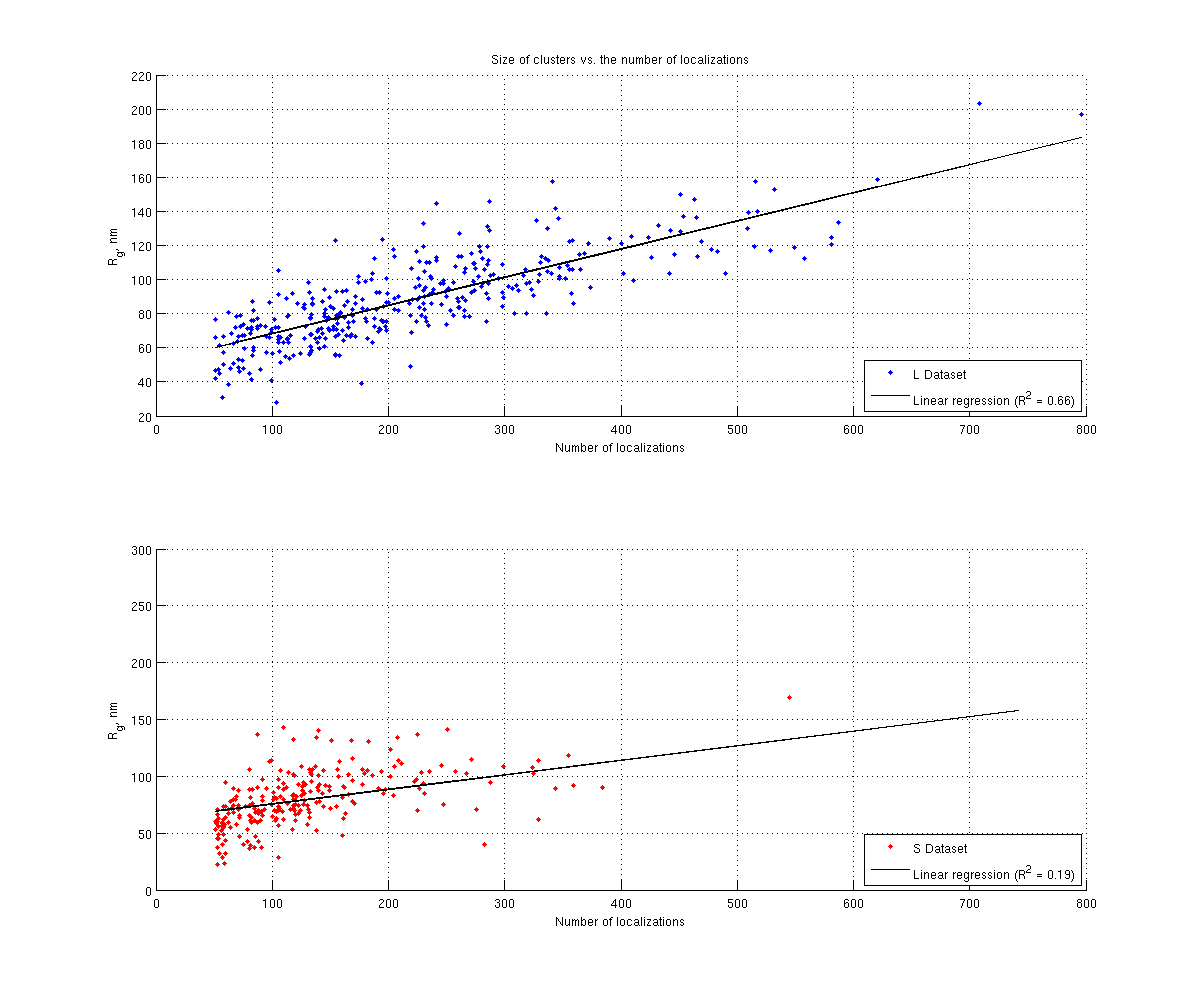 Size of clusters vs. the number of localizations
220
200
180
160
140
120
100
80
60
40
20
R_g, nm
0 100 200 300 400 500 600 700 800
Number of localizations
L Dataset
Linear regression (R^2 = 0.66)
300
250
200
150
100
50
0
R_g, nm
0 100 200 300 400 500 600 700 800
Number of localizations
S Dataset
Linear regression (R^2 = 0.19)